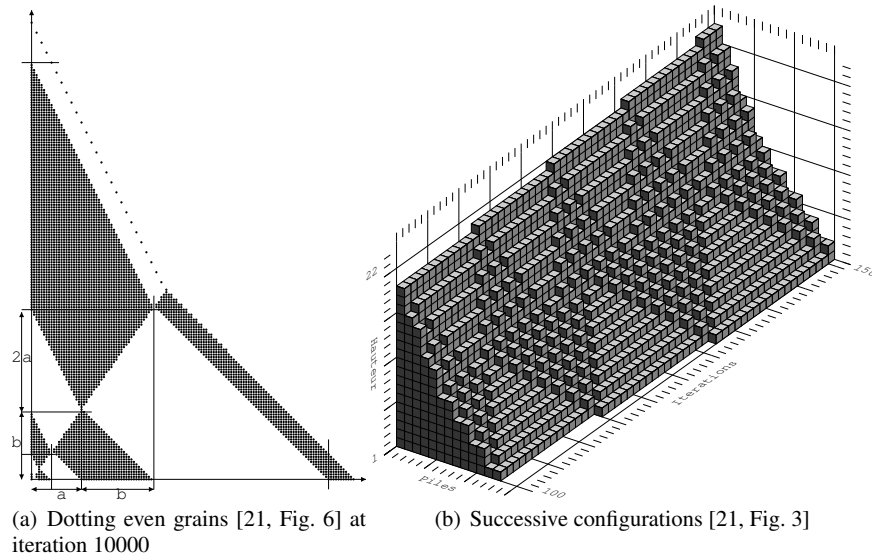 2a
b
a
b
22
Hauteur
1
Piles
100
Iterations
150
(a) Dotting even grains [21, Fig. 6] at
iteration 10000
(b) Successive configurations [21, Fig. 3]